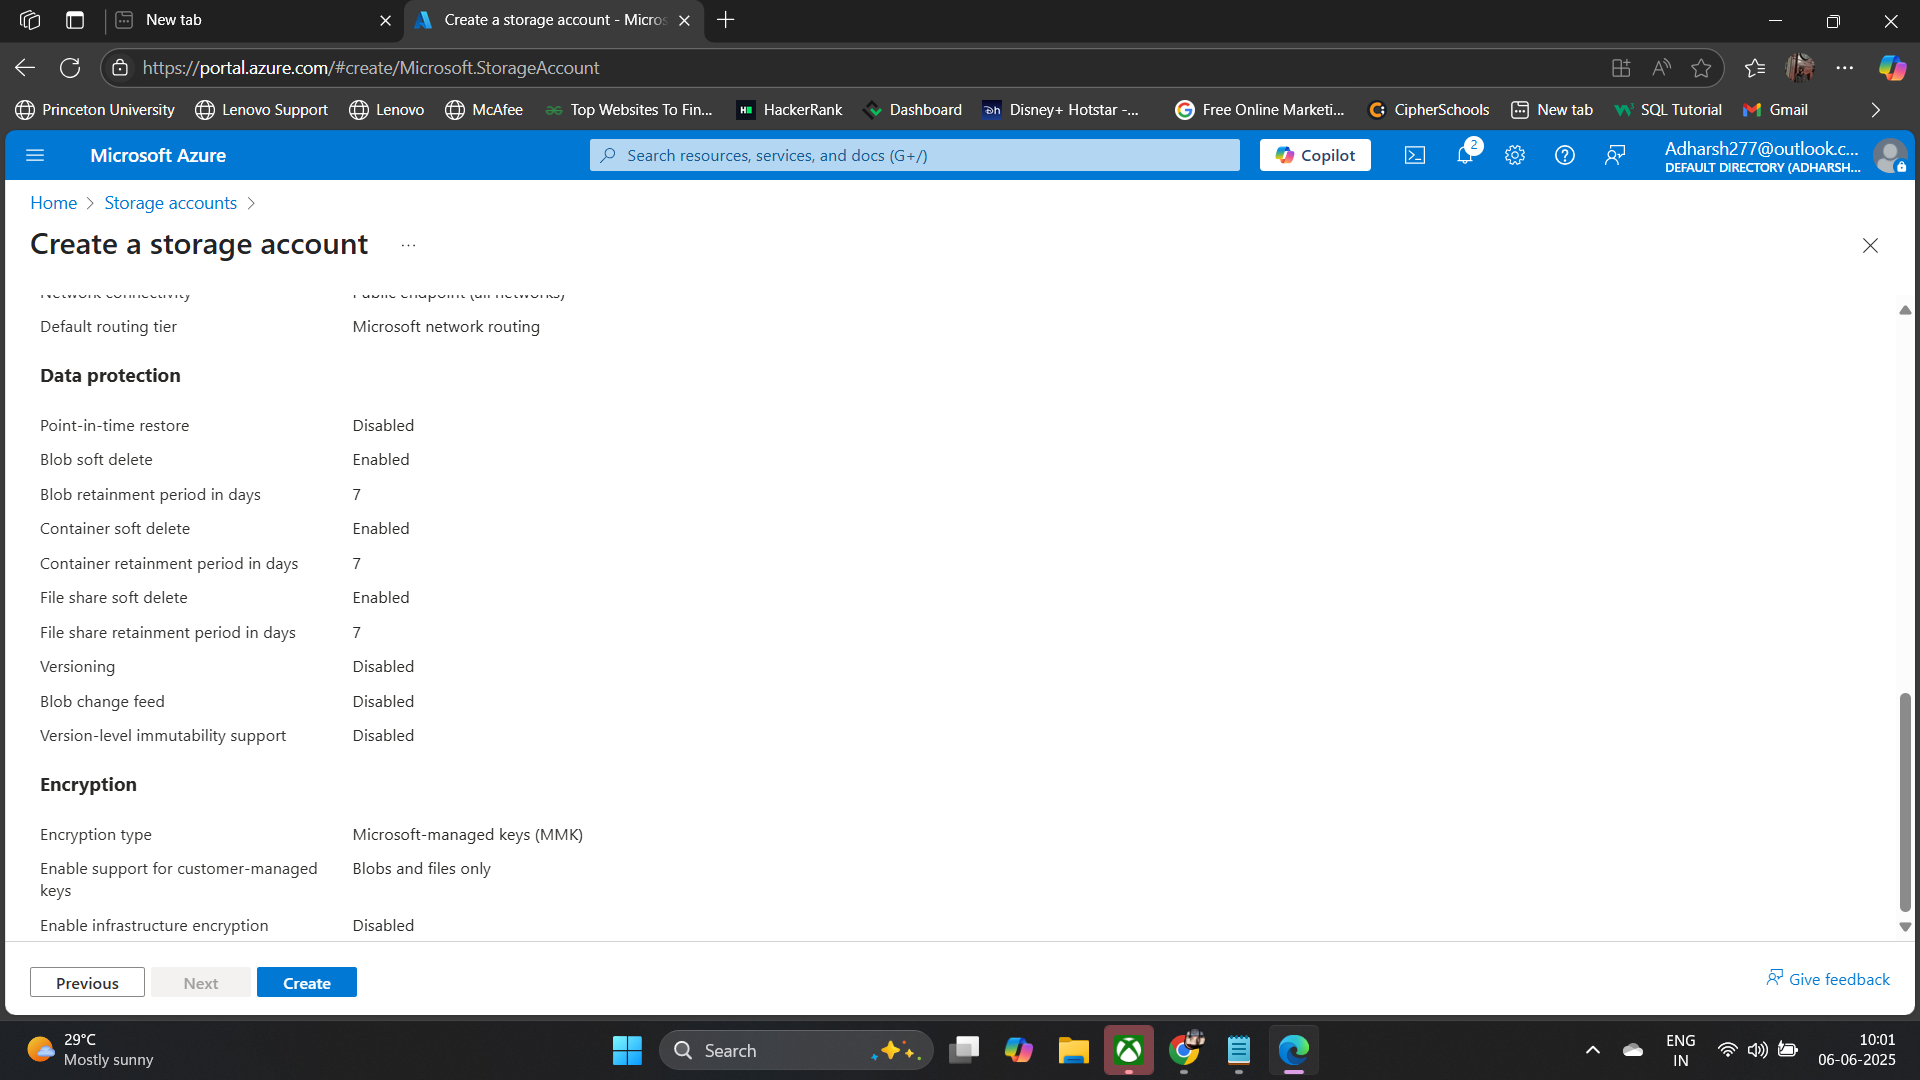 New tab
Create a storage account - Micros
https://portal.azure.com/#create/Microsoft.StorageAccount
Princeton University
Lenovo Support
Lenovo
McAfee
Top Websites To Fin...
HackerRank
Dashboard
Disney+ Hotstar -...
Free Online Marketi...
CipherSchools
New tab
SQL Tutorial
Gmail
Microsoft Azure
Search resources, services, and docs (G+/)
Copilot
2
Adharsh277@outlook.c...
DEFAULT DIRECTORY (ADHARSH...
Home > Storage accounts >
Create a storage account ...
Network connectivity Public endpoint (all networks)
Default routing tier Microsoft network routing
Data protection
Point-in-time restore Disabled
Blob soft delete Enabled
Blob retainment period in days 7
Container soft delete Enabled
Container retainment period in days 7
File share soft delete Enabled
File share retainment period in days 7
Versioning Disabled
Blob change feed Disabled
Version-level immutability support Disabled
Encryption
Encryption type Microsoft-managed keys (MMK)
Enable support for customer-managed Blobs and files only
keys
Enable infrastructure encryption Disabled
Previous
Next
Create
Give feedback
29°C
Mostly sunny
Search
ENG
IN
10:01
06-06-2025